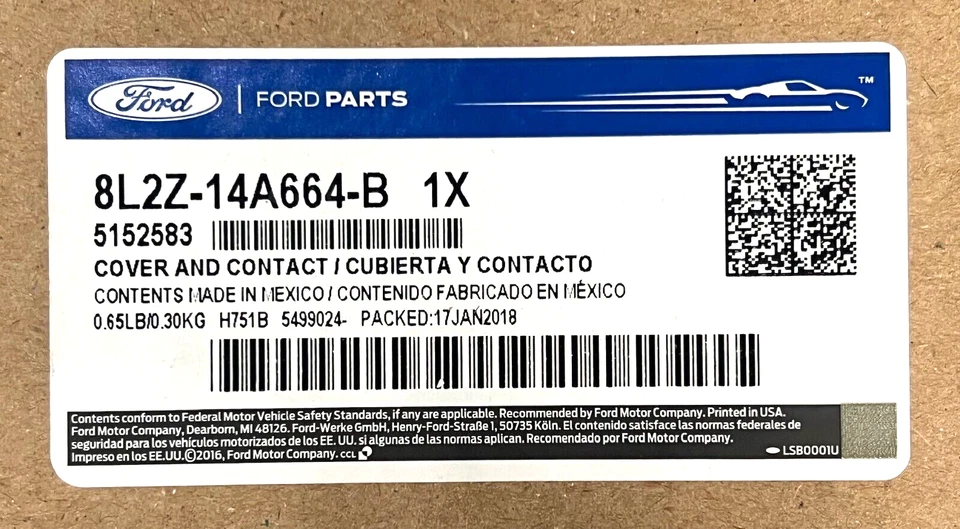 Ford | FORD PARTS ™
8L2Z-14A664-B 1X
5152583
COVER AND CONTACT / CUBIERTA Y CONTACTO
CONTENTS MADE IN MEXICO / CONTENIDO FABRICADO EN MÉXICO
0.65LB/0.30KG H751B 5499024- PACKED:17JAN2018
Contents conform to Federal Motor Vehicle Safety Standards, if any are applicable. Recommended by Ford Motor Company. Printed in USA.
Ford Motor Company, Dearborn, MI 48126. Ford-Werke GmbH, Henry-Ford-Straße 1, 50735 Köln. El contenido satisface las normas federales de
seguridad para los vehículos motorizados de los EE. UU. si algunas de las normas aplican. Recomendado por Ford Motor Company.
Impreso en los EE.UU.©2016, Ford Motor Company. CCL
LSB0001U